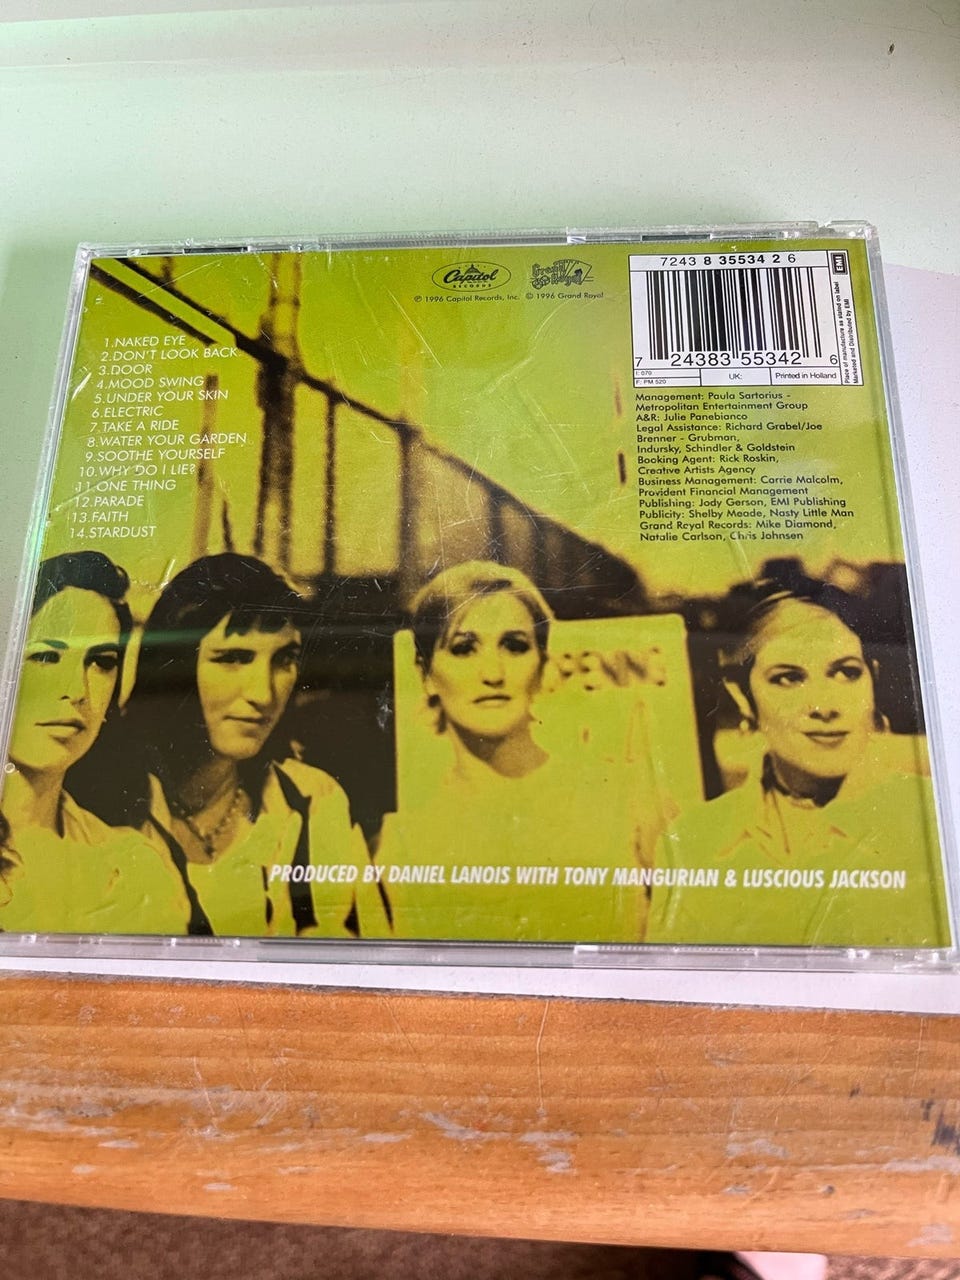 1.NAKED EYE
2.DON'T LOOK BACK
3.DOOR
4.MOOD SWING
5.UNDER YOUR SKIN
6.ELECTRIC
7.TAKE A RIDE
8.WATER YOUR GARDEN
9.SOOTHE YOURSELF
10.WHY DO I LIE?
11.ONE THING
12.PARADE
13.FAITH
14.STARDUST
Capitol
RECORDS
Grand
Royal
℗ 1996 Capitol Records, Inc. © 1996 Grand Royal
7243 8 35534 2 6
7 24383 55342 6
I: 070
F: PM 520
UK:
Printed in Holland
EMI
Place of manufacture as stated on label
Marketed and Distributed by EMI
Management: Paula Sartorius -
Metropolitan Entertainment Group
A&R: Julie Panebianco
Legal Assistance: Richard Grabel/Joe
Brenner - Grubman,
Indursky, Schindler & Goldstein
Booking Agent: Rick Roskin,
Creative Artists Agency
Business Management: Carrie Malcolm,
Provident Financial Management
Publishing: Jody Gerson, EMI Publishing
Publicity: Shelby Meade, Nasty Little Man
Grand Royal Records: Mike Diamond,
Natalie Carlson, Chris Johnsen
PENING
PRODUCED BY DANIEL LANOIS WITH TONY MANGURIAN & LUSCIOUS JACKSON